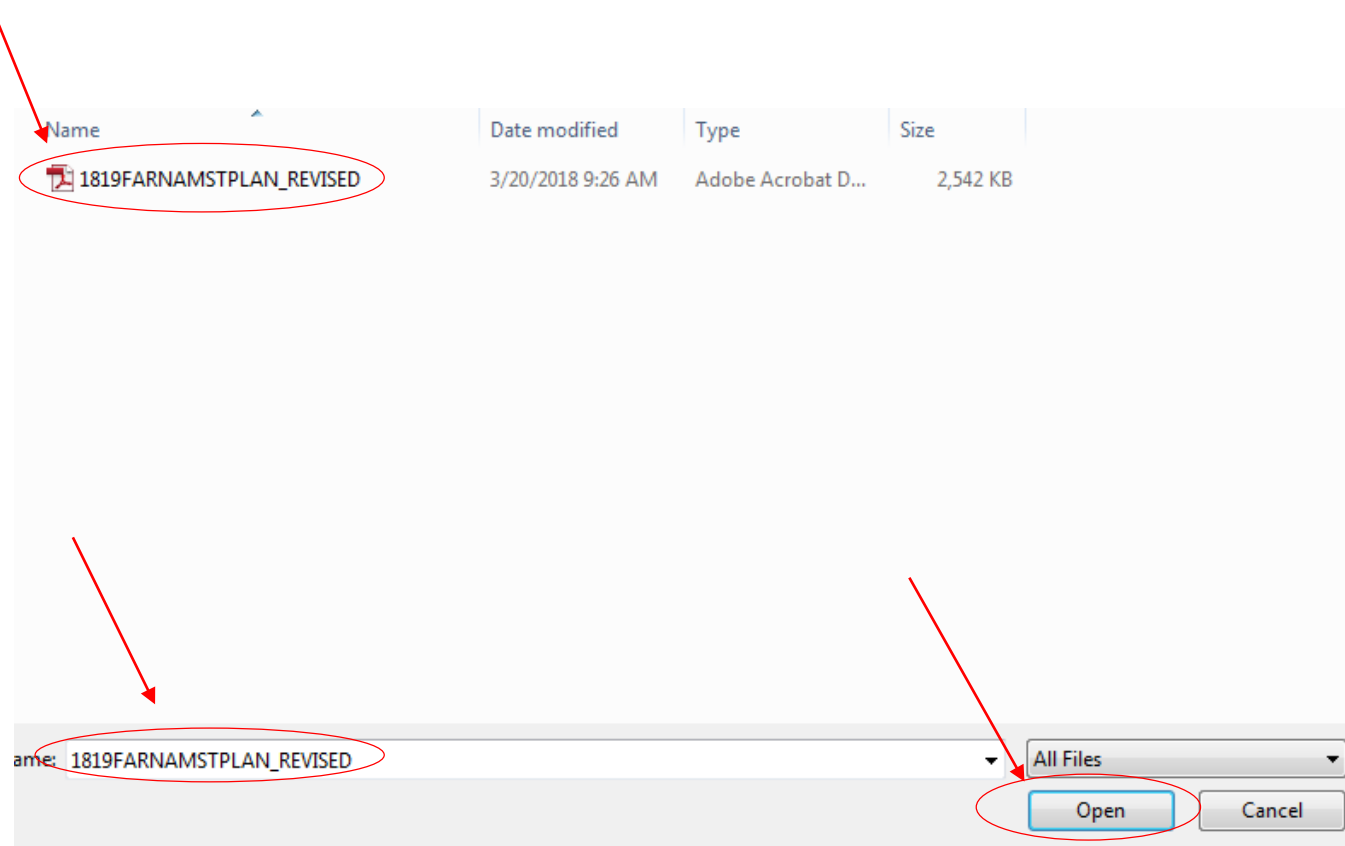 Name Date modified Type Size
1819FARNAMSTPLAN_REVISED 3/20/2018 9:26 AM Adobe Acrobat D... 2,542 KB
ame: 1819FARNAMSTPLAN_REVISED All Files
Open Cancel